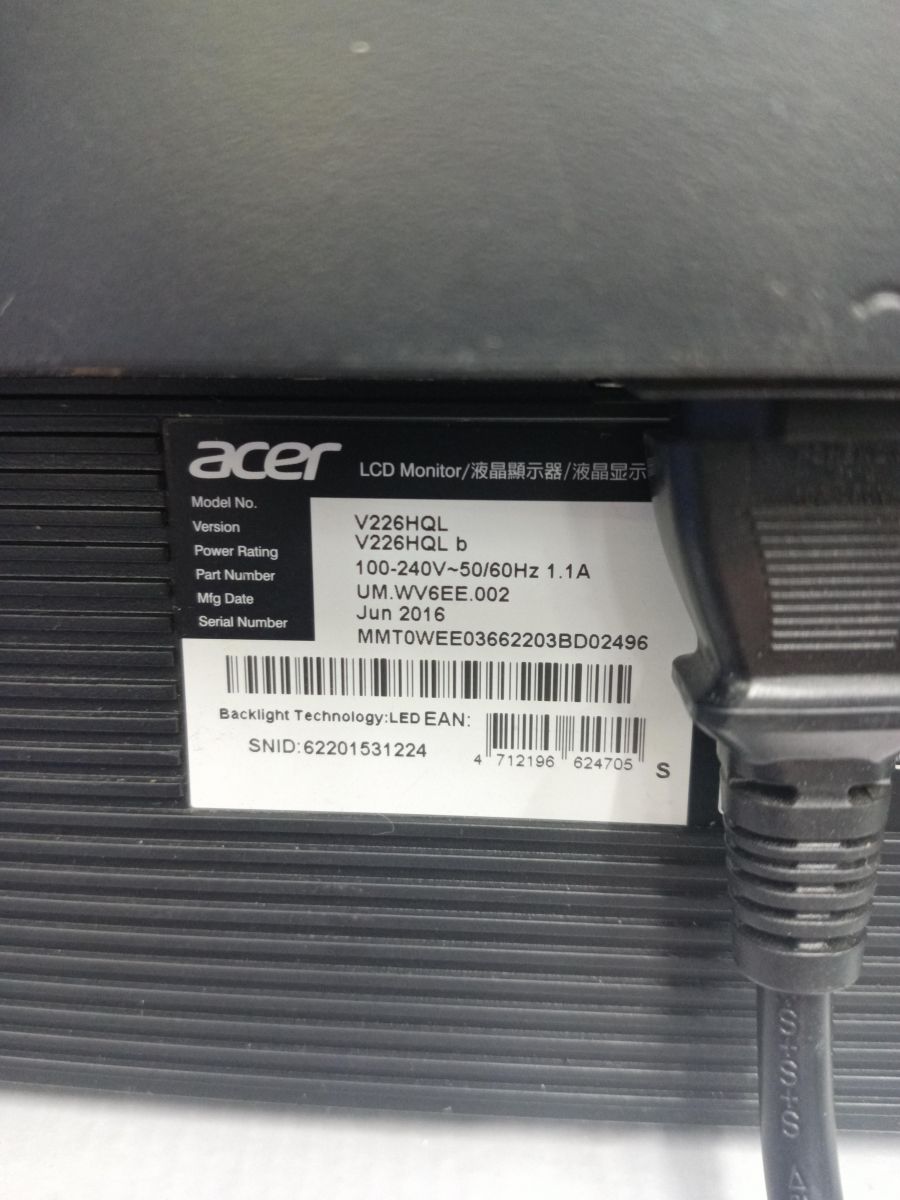 acer
LCD Monitor/液晶顯示器/液晶显示
Model No. V226HQL
Version V226HQL b
Power Rating 100-240V~50/60Hz 1.1A
Part Number UM.WV6EE.002
Mfg Date Jun 2016
Serial Number MMT0WEE03662203BD02496
Backlight Technology:LED EAN:
SNID:62201531224
4 712196 624705 S
S+S+S